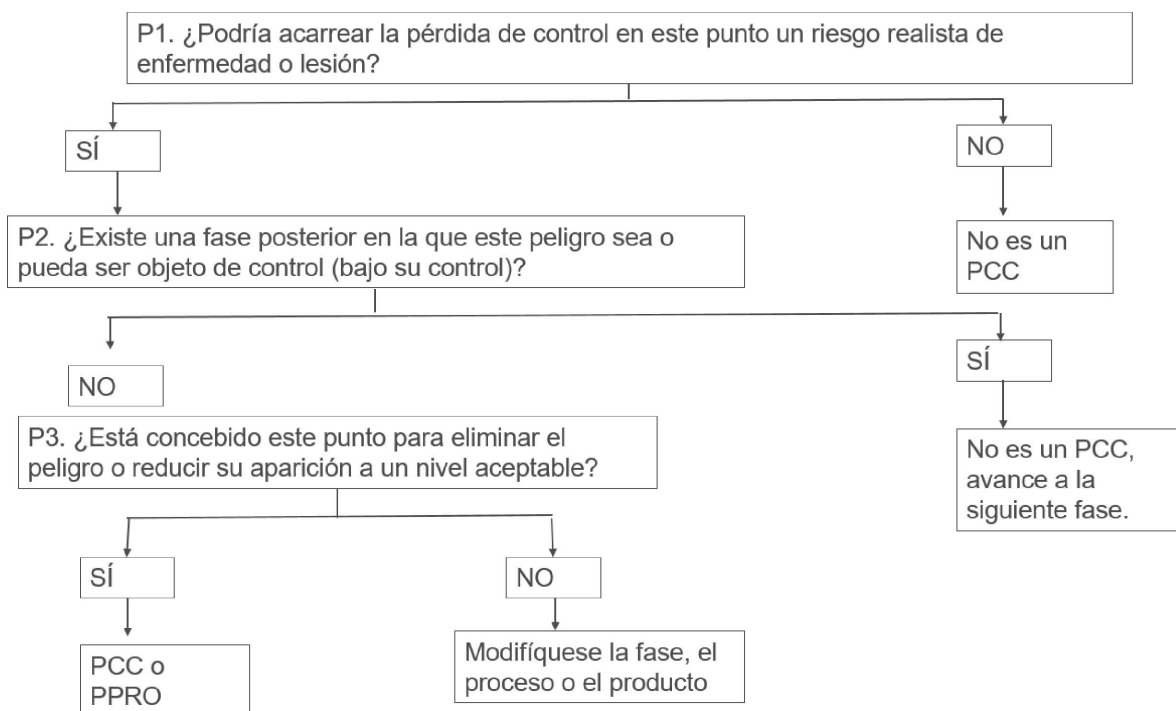 P1. ¿Podría acarrear la pérdida de control en este punto un riesgo realista de
enfermedad o lesión?
SÍ
NO
P2. ¿Existe una fase posterior en la que este peligro sea o
pueda ser objeto de control (bajo su control)?
No es un
PCC
NO
SÍ
P3. ¿Está concebido este punto para eliminar el
peligro o reducir su aparición a un nivel aceptable?
No es un PCC,
avance a la
siguiente fase.
SÍ
NO
PCC o
PPRO
Modifíquese la fase, el
proceso o el producto